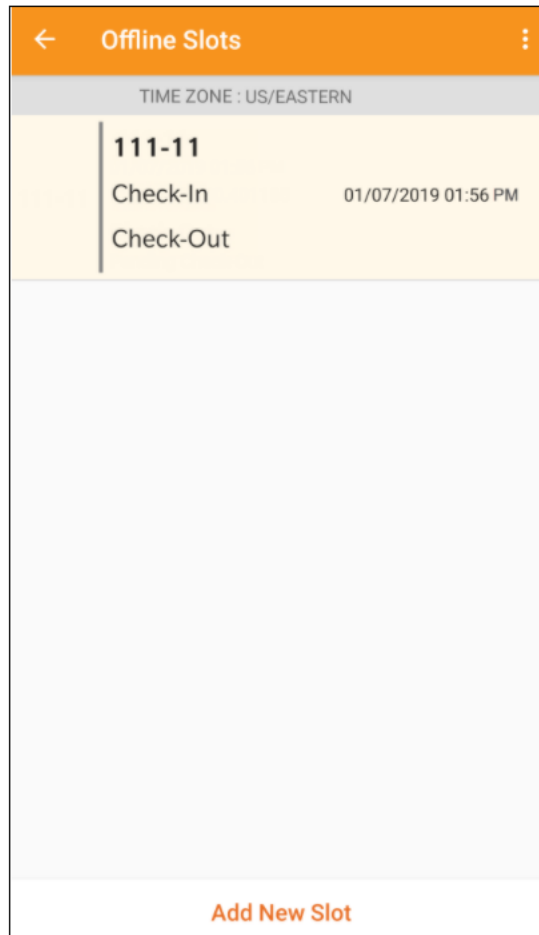 Offline Slots
TIME ZONE : US/EASTERN
111-11
Check-In 01/07/2019 01:56 PM
Check-Out
Add New Slot